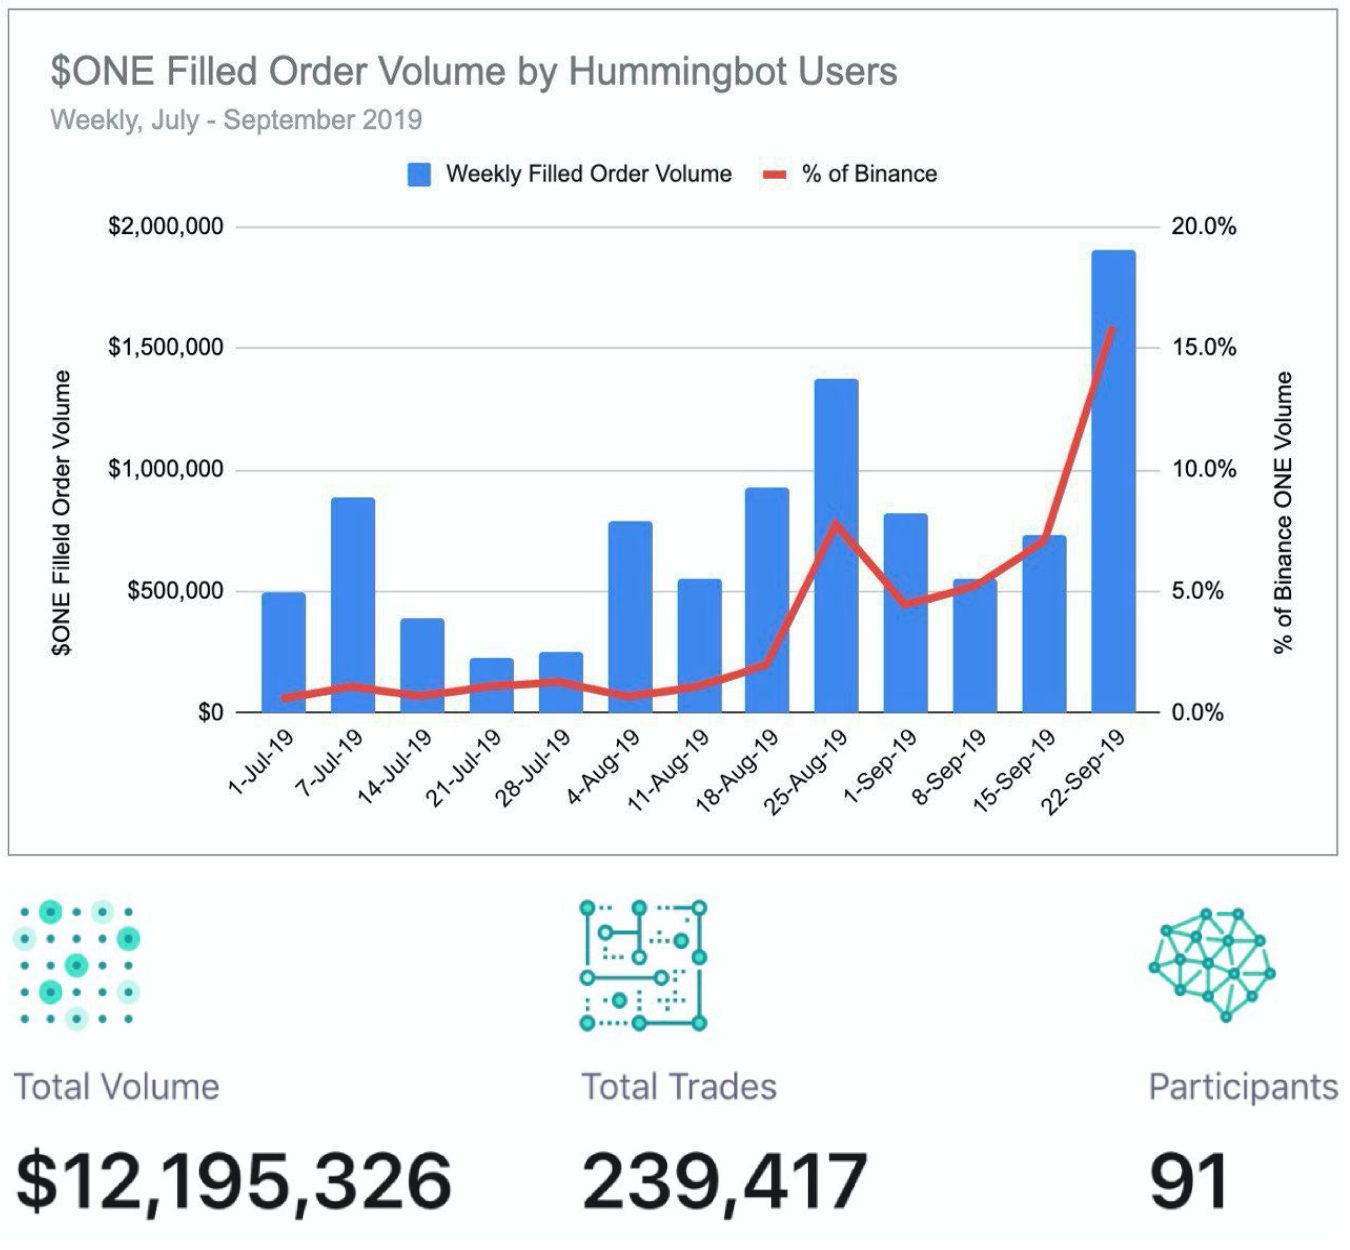 $ONE Filled Order Volume by Hummingbot Users
Weekly, July - September 2019
Weekly Filled Order Volume
% of Binance
$ONE Filleld Order Volume
$2,000,000
$1,500,000
$1,000,000
$500,000
$0
20.0%
15.0%
10.0%
5.0%
0.0%
% of Binance ONE Volume
1-Jul-19
7-Jul-19
14-Jul-19
21-Jul-19
28-Jul-19
4-Aug-19
11-Aug-19
18-Aug-19
25-Aug-19
1-Sep-19
8-Sep-19
15-Sep-19
22-Sep-19
Total Volume
$12,195,326
Total Trades
239,417
Participants
91